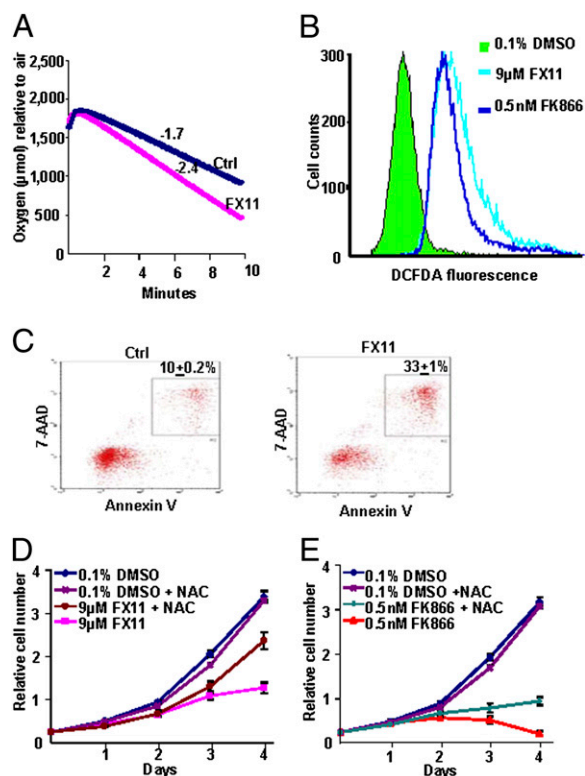 A
Oxygen (µmol) relative to air
2,500
2,000
1,500
1,000
500
0
-1.7
Ctrl
-2.4
FX11
2 4 6 8 10
Minutes
B
0.1% DMSO
9µM FX11
0.5nM FK866
Cell counts
300
200
100
0
DCFDA fluorescence
C
Ctrl
10±0.2%
7-AAD
Annexin V
FX11
33±1%
7-AAD
Annexin V
D
0.1% DMSO
0.1% DMSO + NAC
9µM FX11 + NAC
9µM FX11
Relative cell number
4
3
2
1
0
1 2 3 4
Days
E
0.1% DMSO
0.1% DMSO +NAC
0.5nM FK866 + NAC
0.5nM FK866
Relative cell number
4
3
2
1
0
1 2 3 4
Days